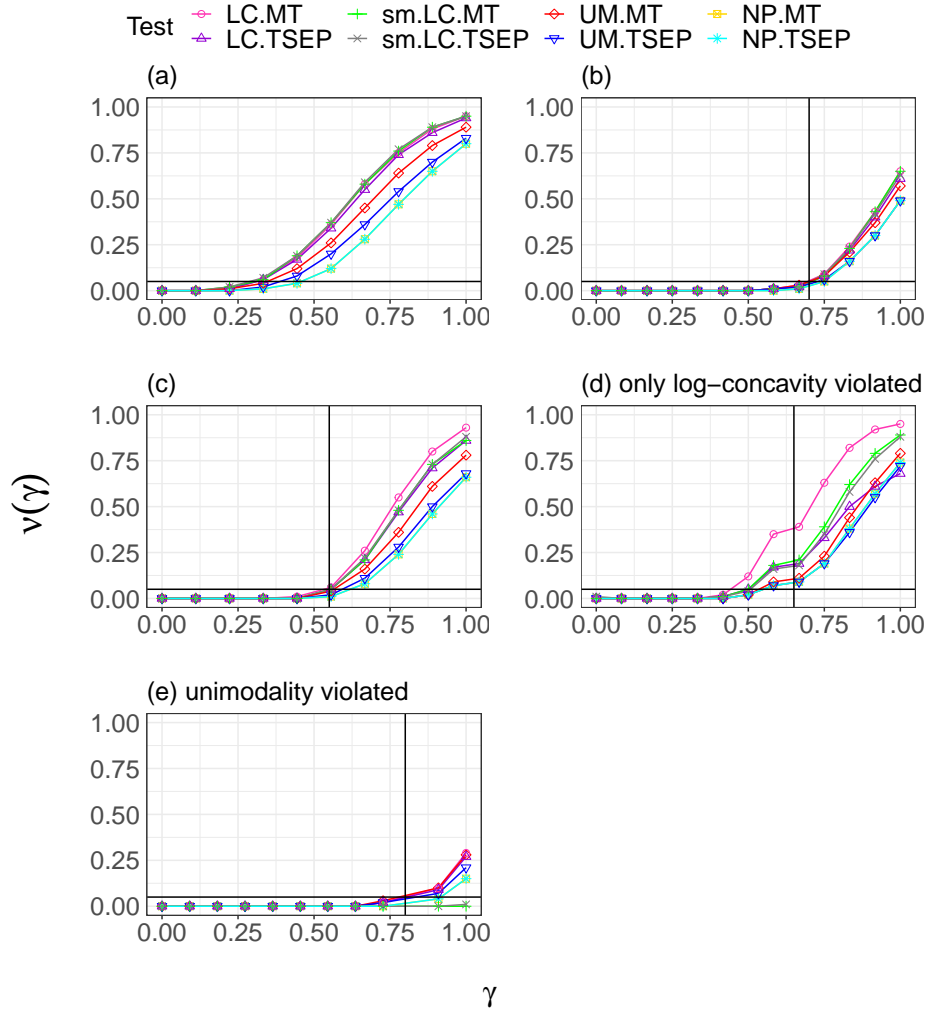 Test LC.MT sm.LC.MT UM.MT NP.MT
LC.TSEP sm.LC.TSEP UM.TSEP NP.TSEP
(a) (b)
1.00 1.00
0.75 0.75
0.50 0.50
0.25 0.25
0.00 0.00
0.00 0.25 0.50 0.75 1.00 0.00 0.25 0.50 0.75 1.00
(c) (d) only log−concavity violated
1.00 1.00
0.75 0.75
0.50 0.50
0.25 0.25
0.00 0.00
0.00 0.25 0.50 0.75 1.00 0.00 0.25 0.50 0.75 1.00
ν(γ)
(e) unimodality violated
1.00
0.75
0.50
0.25
0.00
0.00 0.25 0.50 0.75 1.00
γ